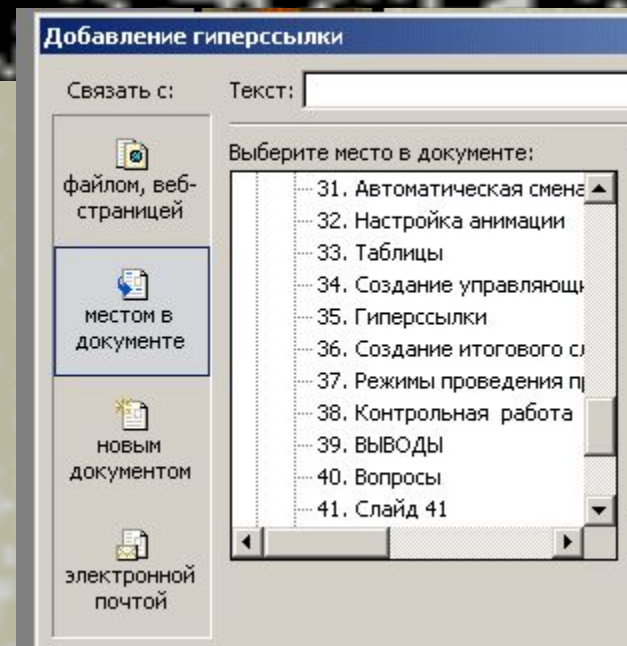 Добавление гиперссылки
Связать с:
Текст:
файлом, веб-
страницей
местом в
документе
новым
документом
электронной
почтой
Выберите место в документе:
31. Автоматическая смена
32. Настройка анимации
33. Таблицы
34. Создание
35. Гиперссылки
36. Создание итогового
37. Режимы проведения
38. Контрольная работа
39. ВЫВОДЫ
40. Вопросы
41. Слайд 41